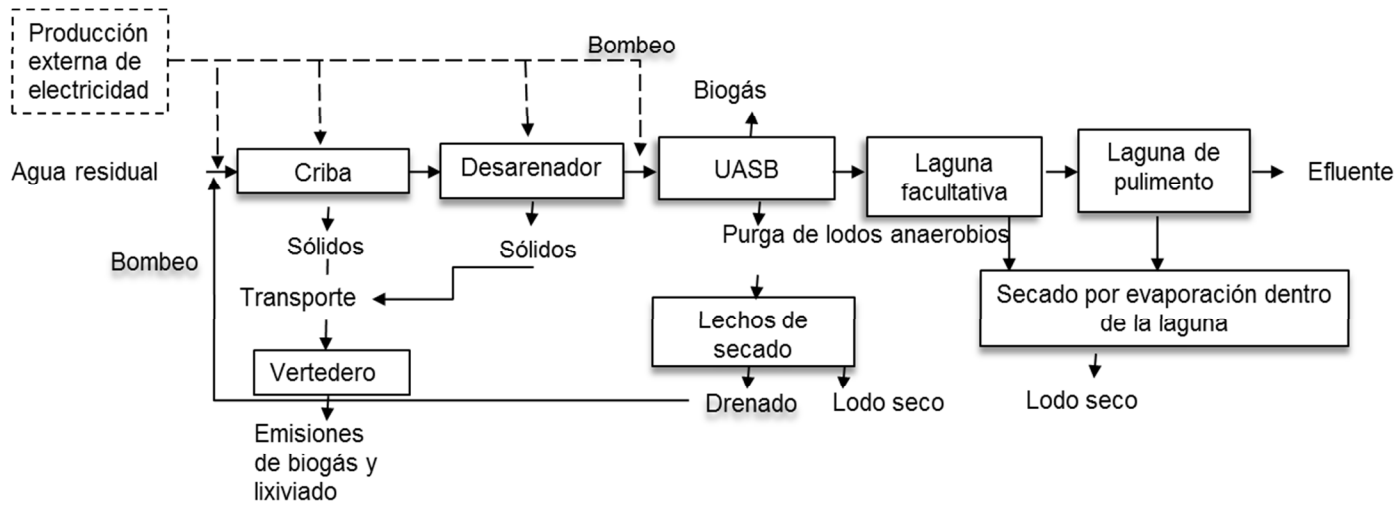 Producción
externa de
electricidad
Bombeo
Biogás
Agua residual
Criba
Desarenador
UASB
Laguna
facultativa
Laguna de
pulimento
Efluente
Sólidos
Sólidos
Purga de lodos anaerobios
Bombeo
Transporte
Lechos de
secado
Secado por evaporación dentro
de la laguna
Vertedero
Drenado
Lodo seco
Lodo seco
Emisiones
de biogás y
lixiviado